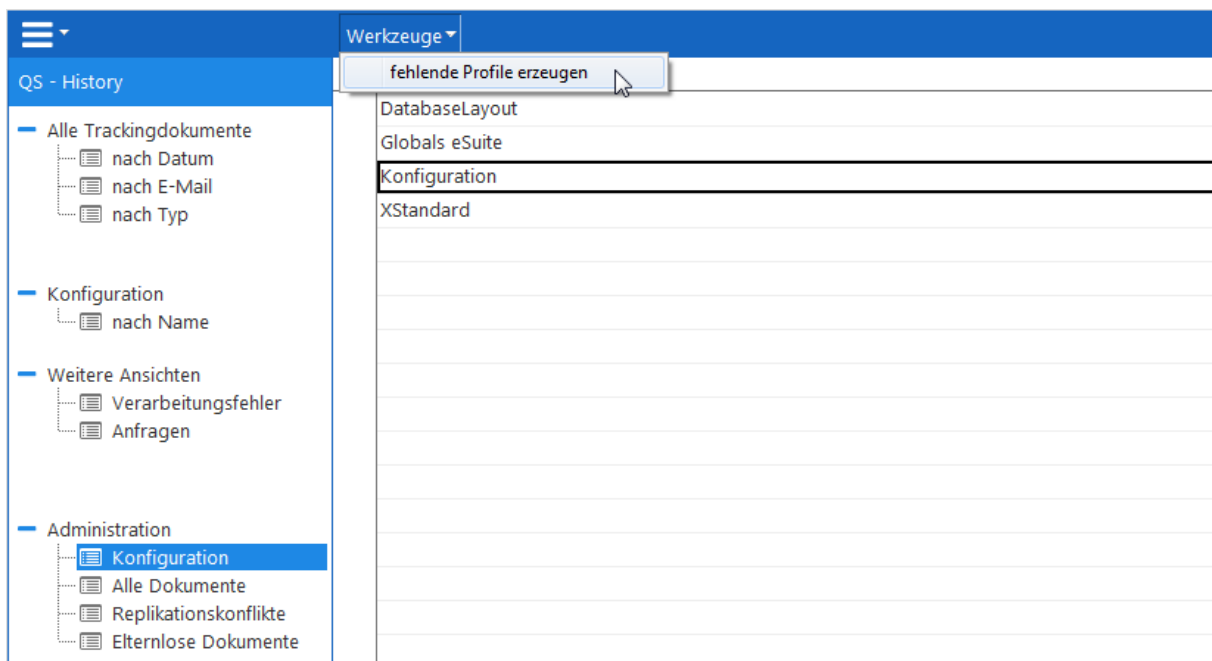 Werkzeuge
fehlende Profile erzeugen
QS - History
Alle Trackingdokumente
nach Datum
nach E-Mail
nach Typ
Konfiguration
nach Name
Weitere Ansichten
Verarbeitungsfehler
Anfragen
Administration
Konfiguration
Alle Dokumente
Replikationskonflikte
Elternlose Dokumente
DatabaseLayout
Globals eSuite
Konfiguration
XStandard